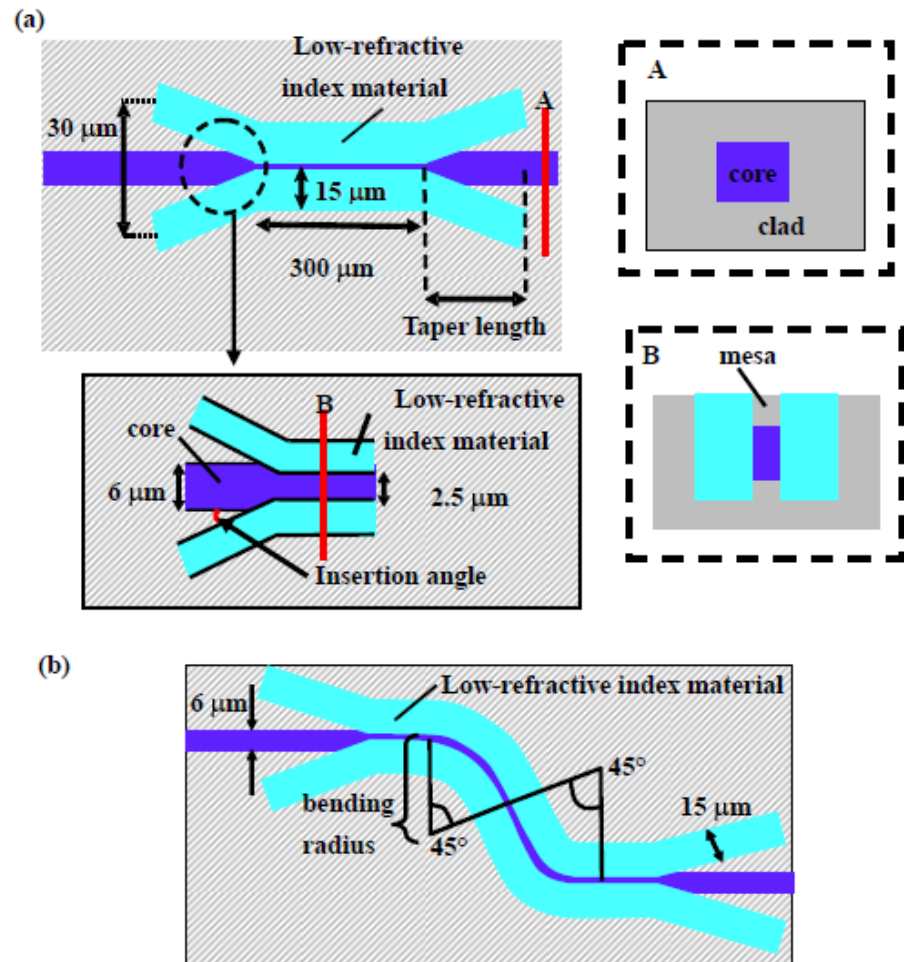 (a)
Low-refractive
index material
30 μm
15 μm
300 μm
Taper length
A
A
core
clad
B
Low-refractive
index material
core
6 μm
2.5 μm
Insertion angle
B
mesa
(b)
Low-refractive index material
6 μm
45°
bending
radius
45°
15 μm